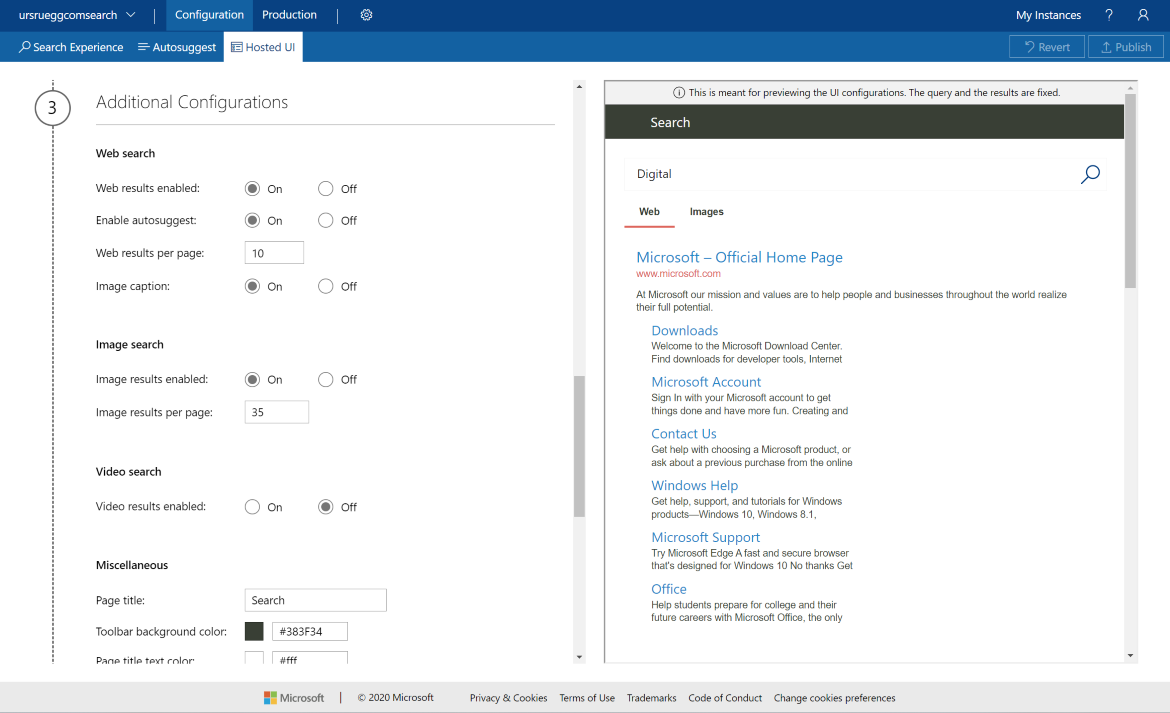 ursrueggcomsearch
Configuration
Production
My Instances
?
Search Experience
Autosuggest
Hosted UI
Revert
Publish
3
Additional Configurations
Web search
Web results enabled: On Off
Enable autosuggest: On Off
Web results per page: 10
Image caption: On Off
Image search
Image results enabled: On Off
Image results per page: 35
Video search
Video results enabled: On Off
Miscellaneous
Page title: Search
Toolbar background color: #383F34
Page title text color: #fff
This is meant for previewing the UI configurations. The query and the results are fixed.
Search
Digital
Web Images
Microsoft – Official Home Page
www.microsoft.com
At Microsoft our mission and values are to help people and businesses throughout the world realize
their full potential.
Downloads
Welcome to the Microsoft Download Center.
Find downloads for developer tools, Internet
Microsoft Account
Sign In with your Microsoft account to get
things done and have more fun. Creating and
Contact Us
Get help with choosing a Microsoft product, or
ask about a previous purchase from the online
Windows Help
Get help, support, and tutorials for Windows
products—Windows 10, Windows 8.1,
Microsoft Support
Try Microsoft Edge A fast and secure browser
that's designed for Windows 10 No thanks Get
Office
Help students prepare for college and their
future careers with Microsoft Office, the only
Microsoft | © 2020 Microsoft Privacy & Cookies Terms of Use Trademarks Code of Conduct Change cookies preferences